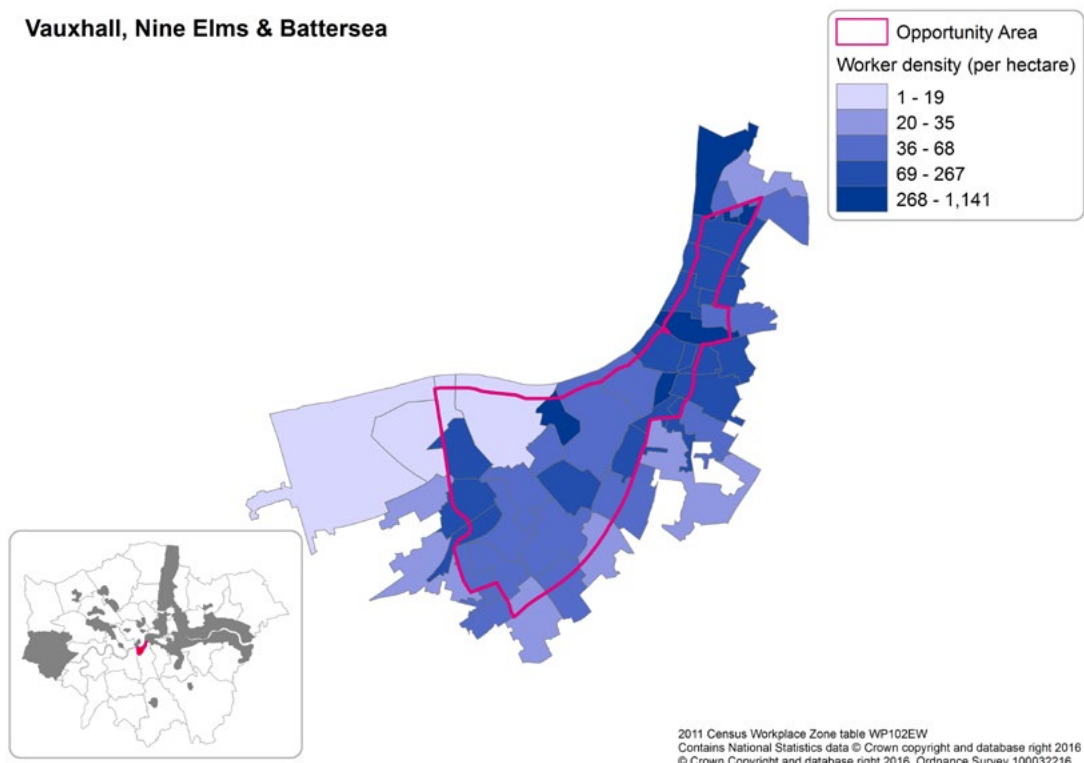 Vauxhall, Nine Elms & Battersea
Opportunity Area
Worker density (per hectare)
1 - 19
20 - 35
36 - 68
69 - 267
268 - 1,141
2011 Census Workplace Zone table WP102EW
Contains National Statistics data © Crown copyright and database right 2016
© Crown Copyright and database right 2016. Ordnance Survey 100032216